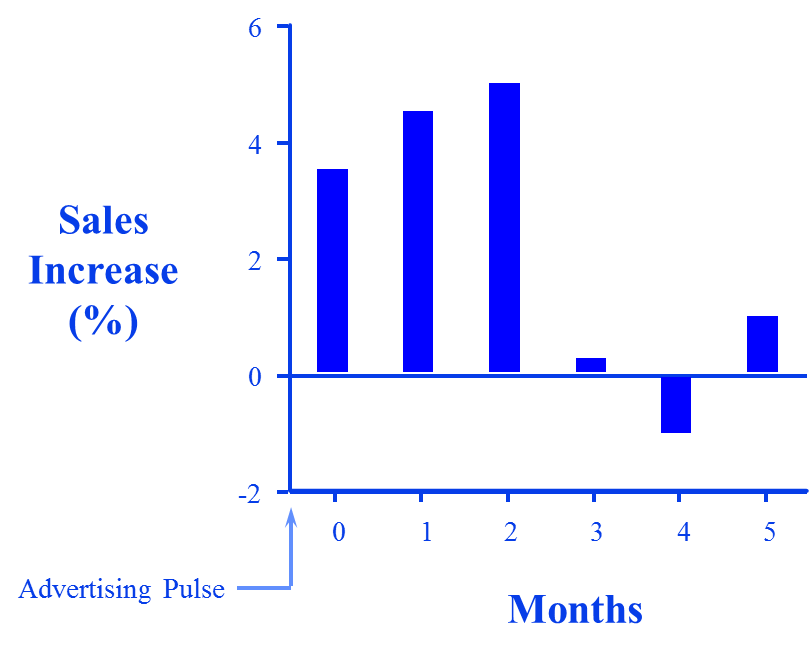 6
4
Sales
Increase
(%)
2
0
-2
0 1 2 3 4 5
Advertising Pulse
Months